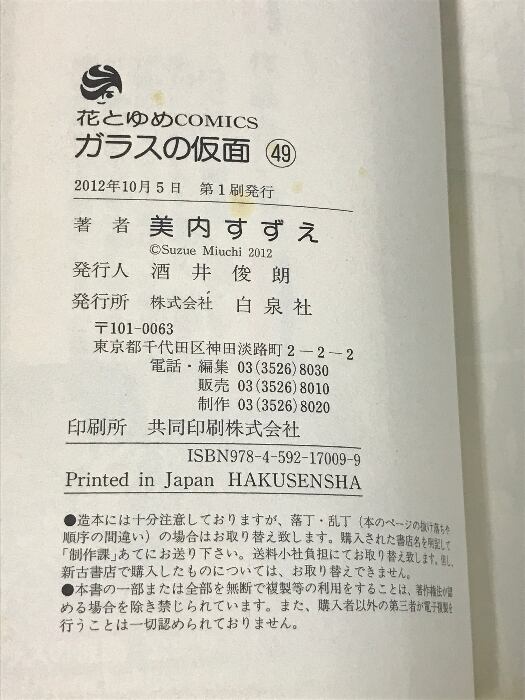 花とゆめCOMICS
ガラスの仮面 ㊾
2012年10月5日 第1刷発行
著者 美内すずえ
©Suzue Miuchi 2012
発行人 酒井俊朗
発行所 株式会社 白泉社
〒101-0063
東京都千代田区神田淡路町2-2-2
電話・編集 03(3526)8030
販売 03(3526)8010
制作 03(3526)8020
印刷所 共同印刷株式会社
ISBN978-4-592-17009-9
Printed in Japan HAKUSENSHA
●造本には十分注意しておりますが、落丁・乱丁(本のページの抜け落ちや
順序の間違い)の場合はお取り替え致します。購入された書店名を明記して
「制作課」あてにお送り下さい。送料小社負担にてお取り替え致します。但し、
新古書店で購入したものについては、お取り替えできません。
●本書の一部または全部を無断で複製等の利用をすることは、著作権法が認
める場合を除き禁じられています。また、購入者以外の第三者が電子複製を
行うことは一切認められておりません。